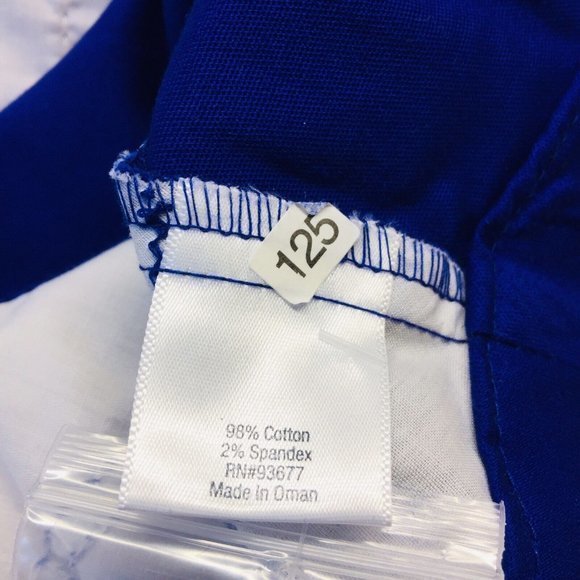 125
98% Cotton
2% Spandex
RN#93677
Made In Oman